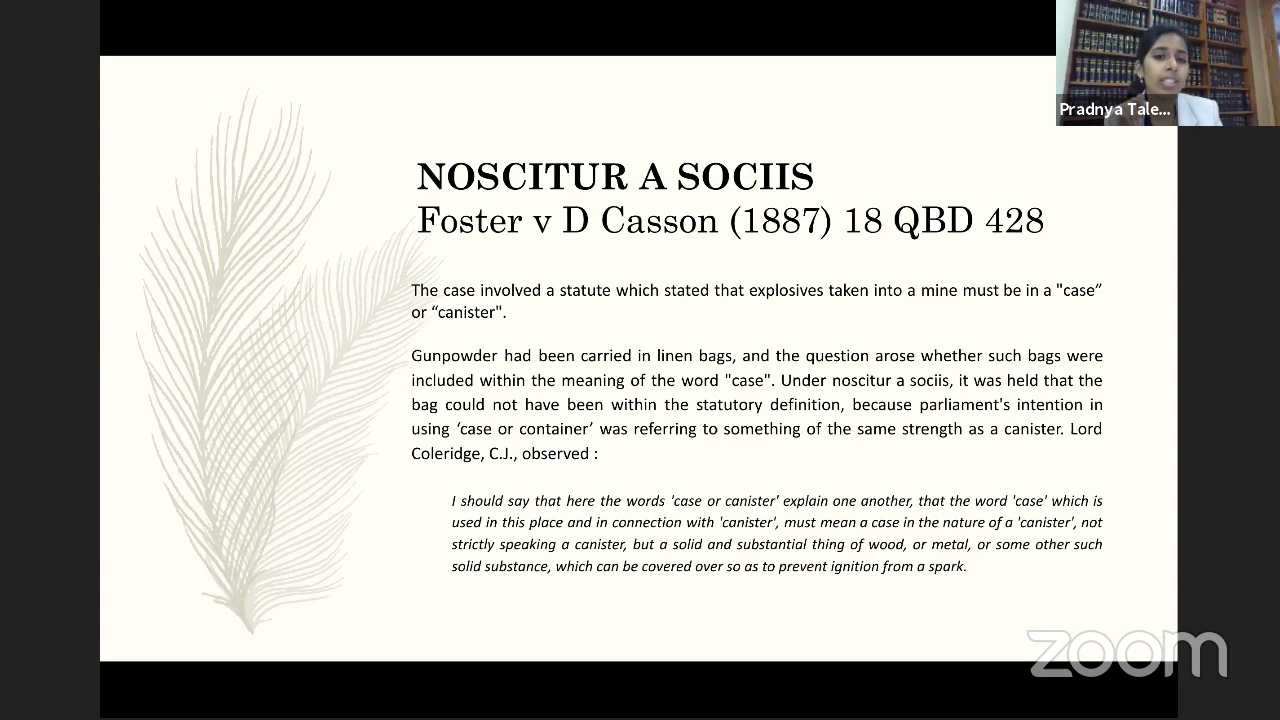 Pradnya Tale...
NOSCITUR A SOCIIS
Foster v D Casson (1887) 18 QBD 428
The case involved a statute which stated that explosives taken into a mine must be in a "case”
or “canister".
Gunpowder had been carried in linen bags, and the question arose whether such bags were
included within the meaning of the word "case". Under noscitur a sociis, it was held that the
bag could not have been within the statutory definition, because parliament's intention in
using ‘case or container’ was referring to something of the same strength as a canister. Lord
Coleridge, C.J., observed :
I should say that here the words 'case or canister' explain one another, that the word 'case' which is
used in this place and in connection with 'canister', must mean a case in the nature of a 'canister', not
strictly speaking a canister, but a solid and substantial thing of wood, or metal, or some other such
solid substance, which can be covered over so as to prevent ignition from a spark.
zoom